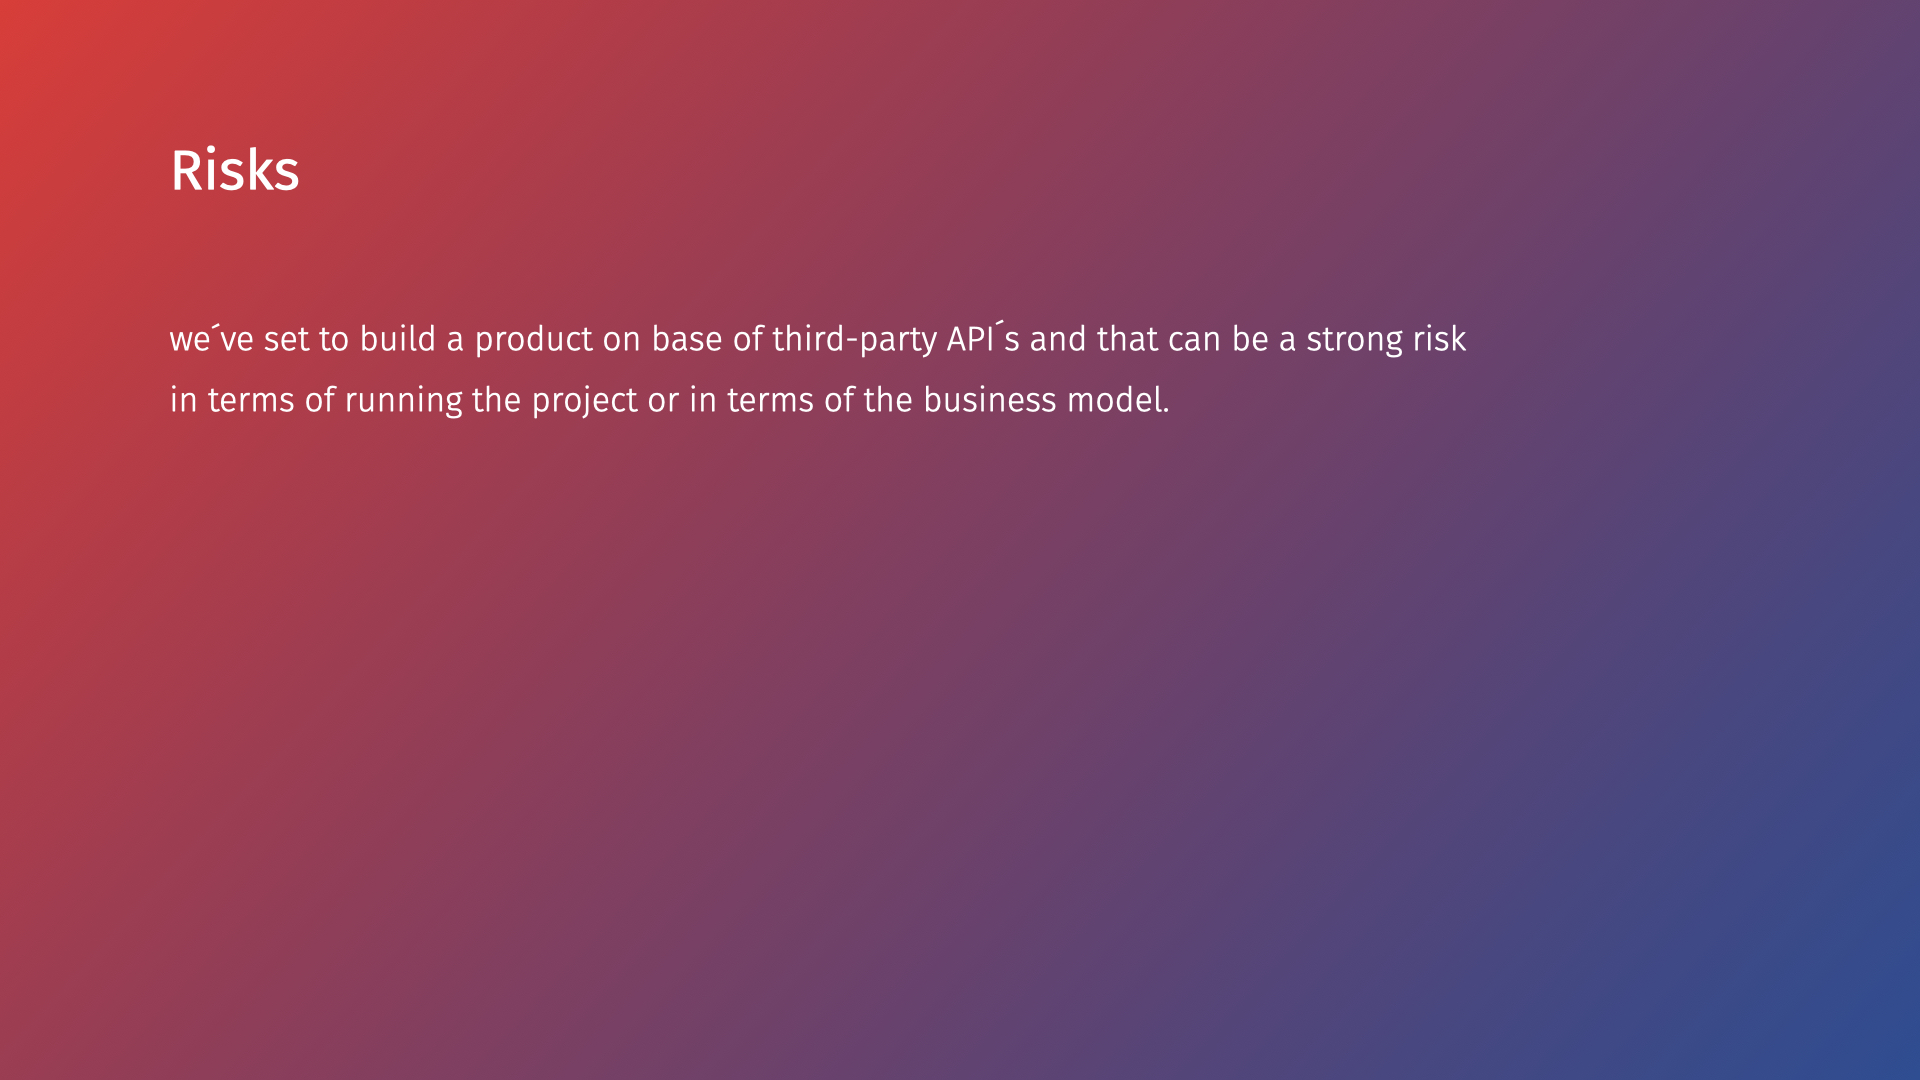 Risks
we´ve set to build a product on base of third-party API´s and that can be a strong risk
in terms of running the project or in terms of the business model.